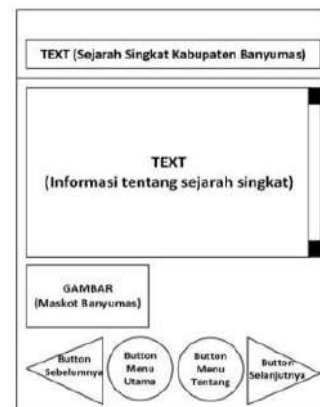 TEXT (Sejarah Singkat Kabupaten Banyumas)
TEXT
(Informasi tentang sejarah singkat)
GAMBAR
(Maskot Banyumas)
Button
Sebelumnya
Button
Menu
Utama
Button
Menu
Tentang
Button
Selanjutnya